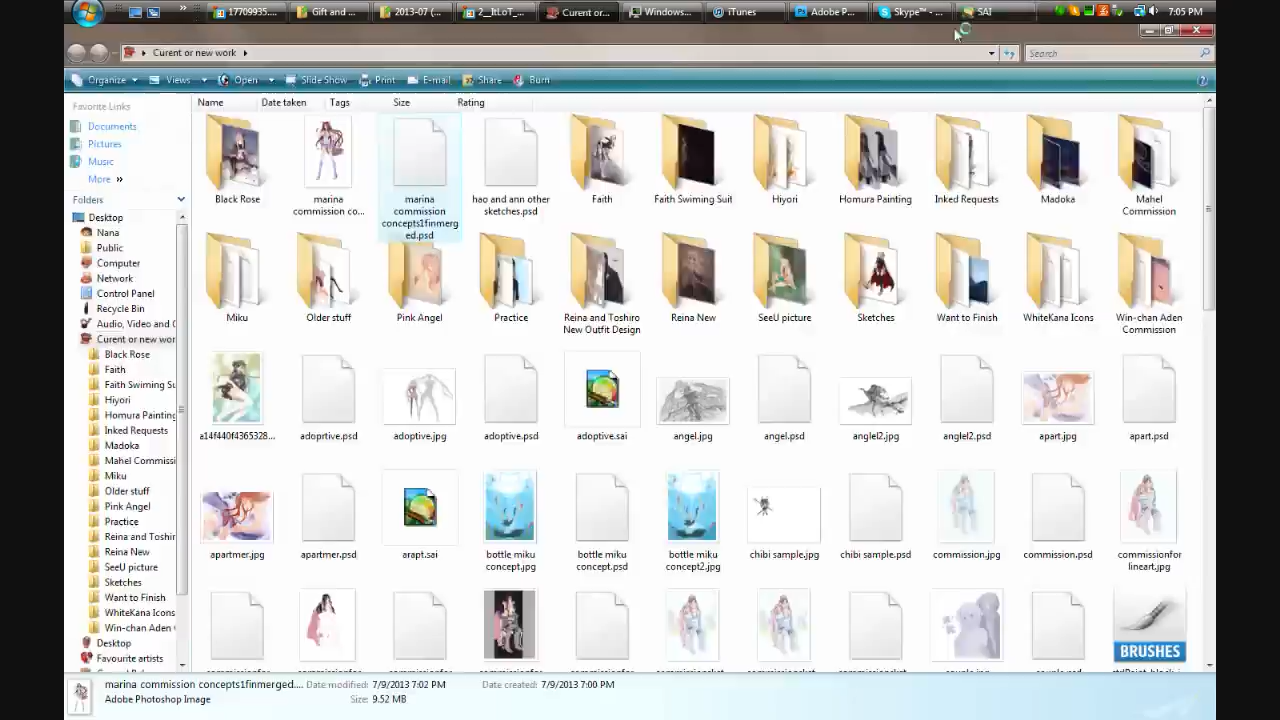 17709935....
Gift and ...
2013-07 (...
2__ItLoT_...
Curent or...
Windows...
iTunes
Adobe P...
Skype™ - ...
SAI
7:05 PM
Curent or new work
Search
Organize
Views
Open
Slide Show
Print
E-mail
Share
Burn
Favorite Links
Documents
Pictures
Music
More »
Folders
Desktop
Nana
Public
Computer
Network
Control Panel
Recycle Bin
Audio, Video and C
Curent or new wor
Black Rose
Faith
Faith Swiming Su
Hiyori
Homura Painting
Inked Requests
Madoka
Mahel Commissi
Miku
Older stuff
Pink Angel
Practice
Reina and Toshir
Reina New
SeeU picture
Sketches
Want to Finish
WhiteKana Icons
Win-chan Aden
Desktop
Favourite artists
Name
Date taken
Tags
Size
Rating
Black Rose
marina
commission co...
marina
commission
concepts1finmerg
ed.psd
hao and ann other
sketches.psd
Faith
Faith Swiming Suit
Hiyori
Homura Painting
Inked Requests
Madoka
Mahel
Commission
Miku
Older stuff
Pink Angel
Practice
Reina and Toshiro
New Outfit Design
Reina New
SeeU picture
Sketches
Want to Finish
WhiteKana Icons
Win-chan Aden
Commission
a14f440f4365328...
adoprtive.psd
adoptive.jpg
adoptive.psd
adoptive.sai
angel.jpg
angel.psd
anglel2.jpg
anglel2.psd
apart.jpg
apart.psd
apartmer.jpg
apartmer.psd
arapt.sai
bottle miku
concept.jpg
bottle miku
concept.psd
bottle miku
concept2.jpg
chibi sample.jpg
chibi sample.psd
commission.jpg
commission.psd
commissionfor
lineart.jpg
BRUSHES
marina commission concepts1finmerged....
Date modified: 7/9/2013 7:02 PM
Date created: 7/9/2013 7:00 PM
Adobe Photoshop Image
Size: 9.52 MB